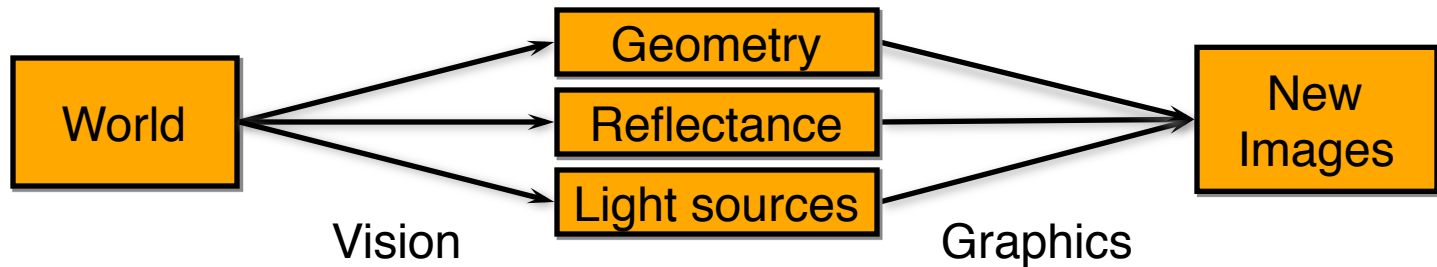 World
Geometry
Reflectance
Light sources
New
Images
Vision
Graphics